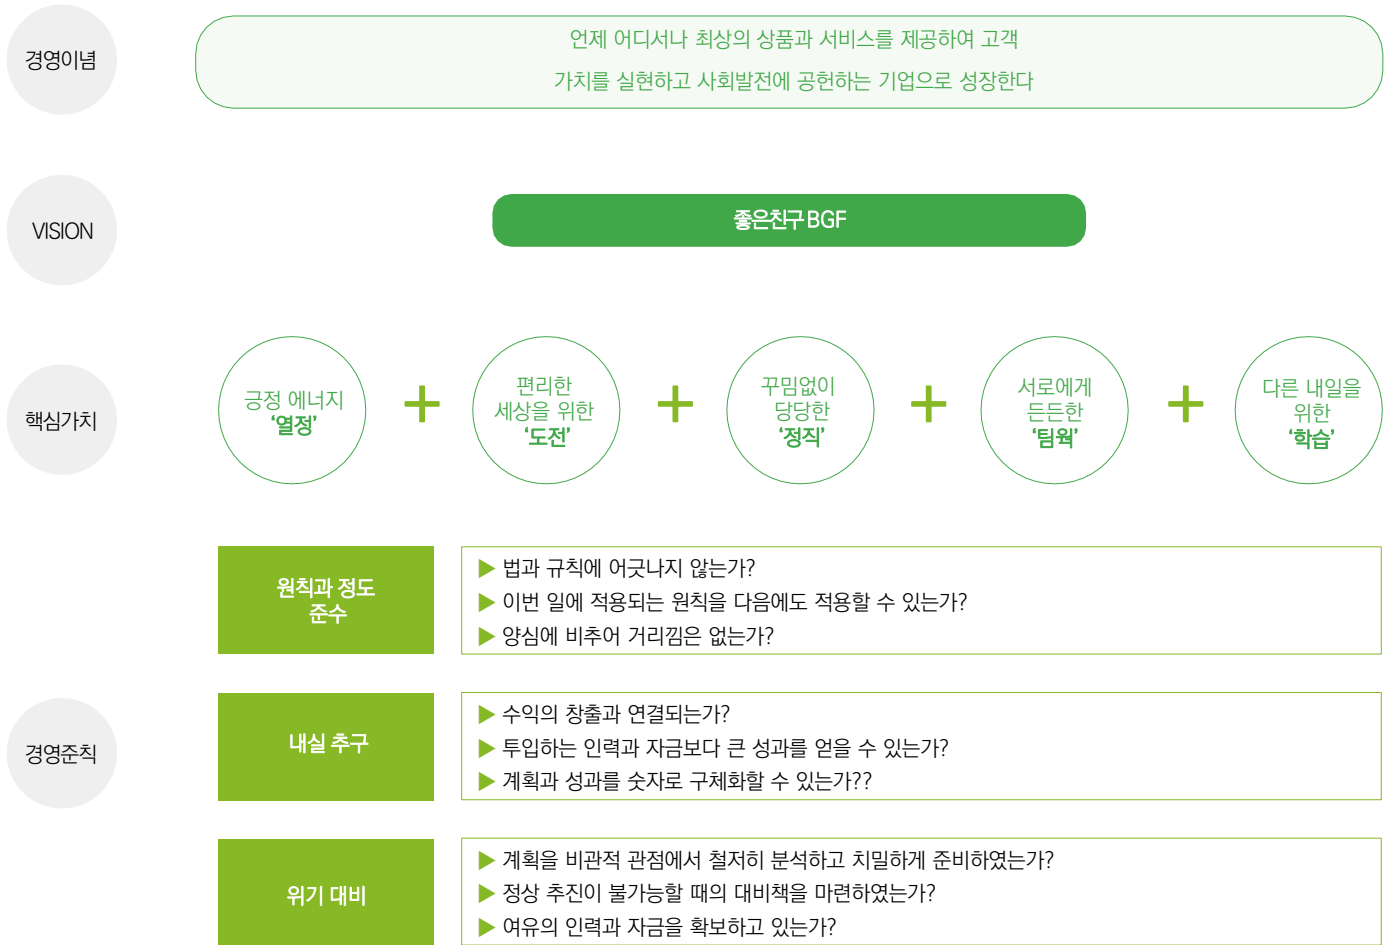 경영이념
언제 어디서나 최상의 상품과 서비스를 제공하여 고객
가치를 실현하고 사회발전에 공헌하는 기업으로 성장한다
VISION
좋은친구 BGF
핵심가치
긍정 에너지
‘열정’
편리한
세상을 위한
‘도전’
꾸밈없이
당당한
‘정직’
서로에게
든든한
‘팀웍’
다른 내일을
위한
‘학습’
경영준칙
원칙과 정도
준수
▶ 법과 규칙에 어긋나지 않는가?
▶ 이번 일에 적용되는 원칙을 다음에도 적용할 수 있는가?
▶ 양심에 비추어 거리낌은 없는가?
내실 추구
▶ 수익의 창출과 연결되는가?
▶ 투입하는 인력과 자금보다 큰 성과를 얻을 수 있는가?
▶ 계획과 성과를 숫자로 구체화할 수 있는가??
위기 대비
▶ 계획을 비관적 관점에서 철저히 분석하고 치밀하게 준비하였는가?
▶ 정상 추진이 불가능할 때의 대비책을 마련하였는가?
▶ 여유의 인력과 자금을 확보하고 있는가?